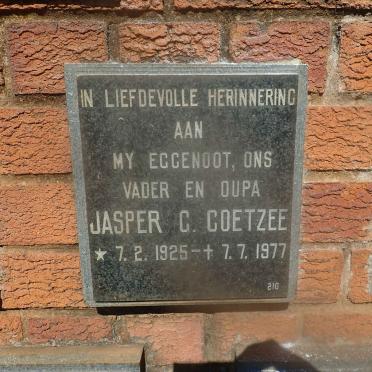 IN LIEFDEVOLLE HERINNERING
AAN
MY EGGENOOT, ONS
VADER EN OUPA
JASPER C. COETZEE
★ 7. 2. 1925 - † 7. 7. 1977
210